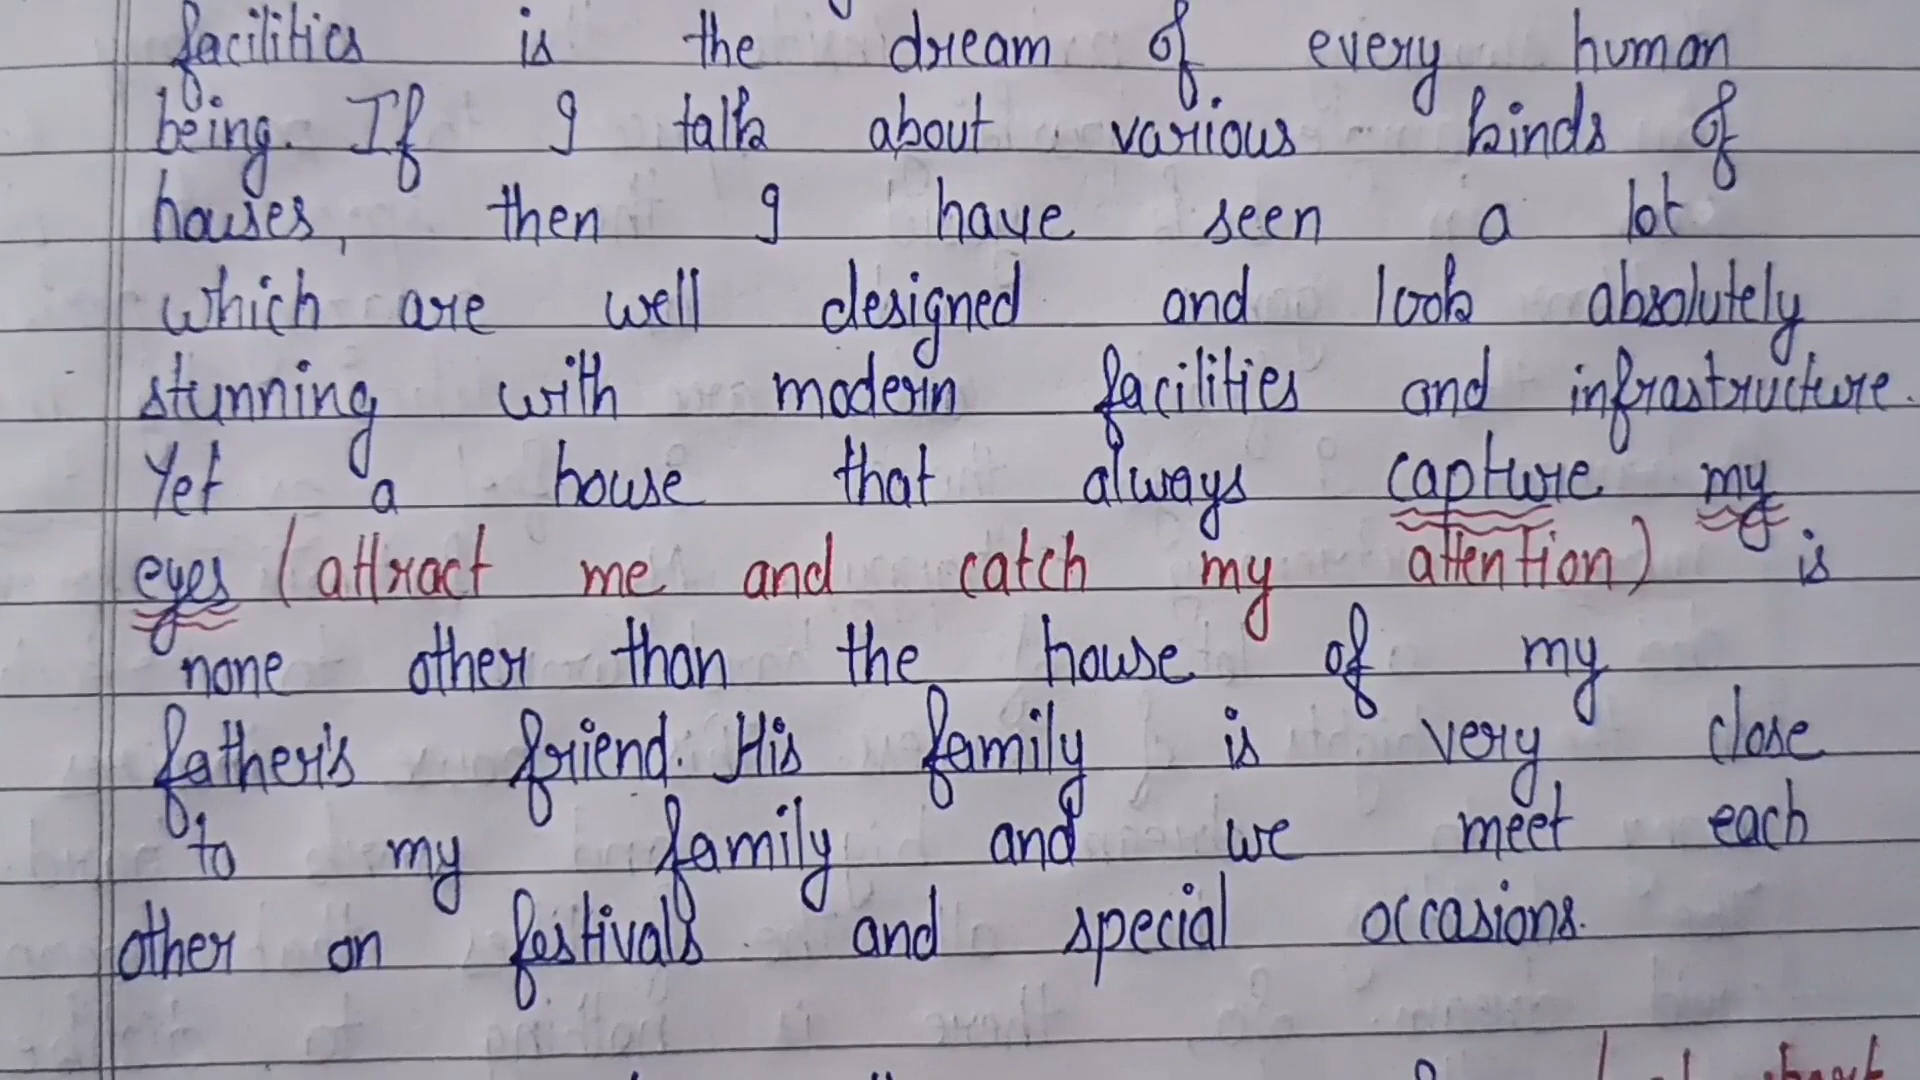 facilities is the dream of every human
being. If I talk about various kinds of
houses, then I have seen a lot
which are well designed and look absolutely
stunning with modern facilities and infrastructure.
Yet a house that always capture my
eyes (attract me and catch my attention) is
none other than the house of my
father's friend. His family is very close
to my family and we meet each
other on festivals and special occasions.